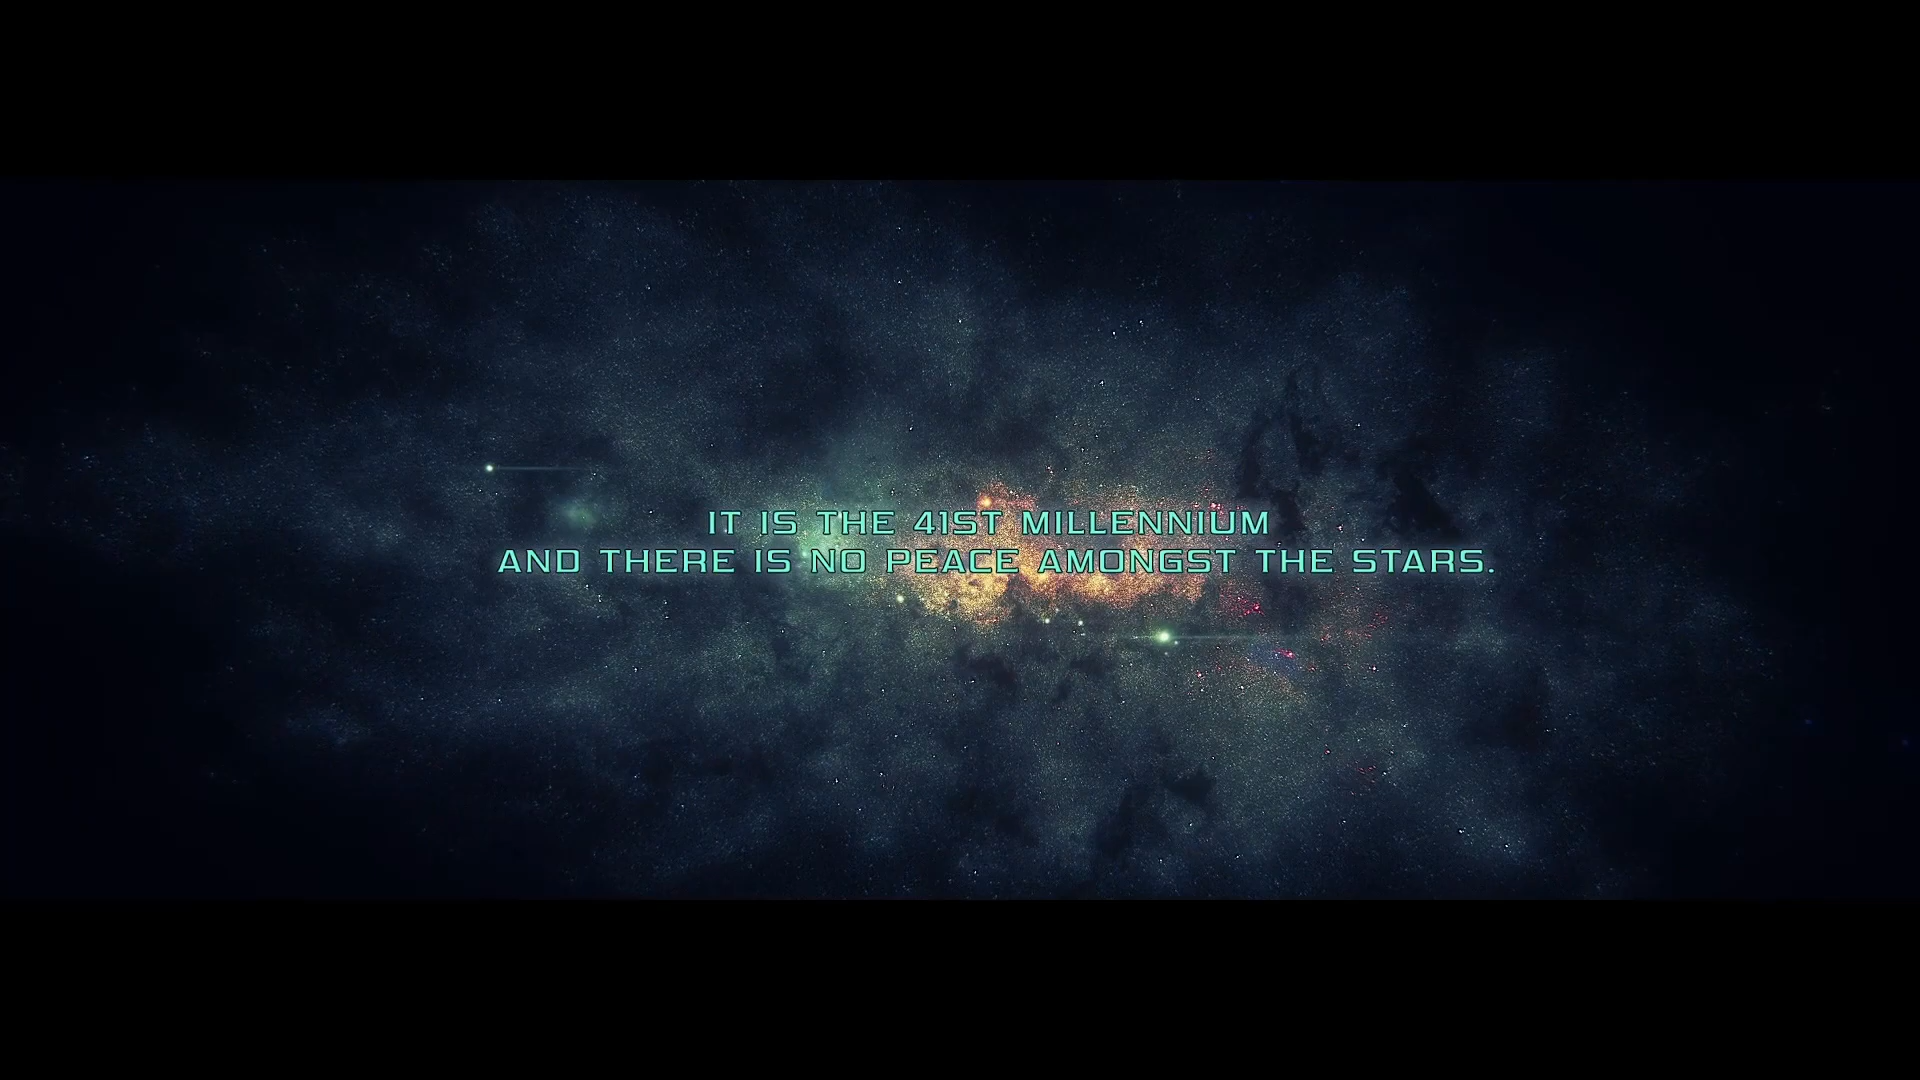 IT IS THE 41ST MILLENNIUM
AND THERE IS NO PEACE AMONGST THE STARS.